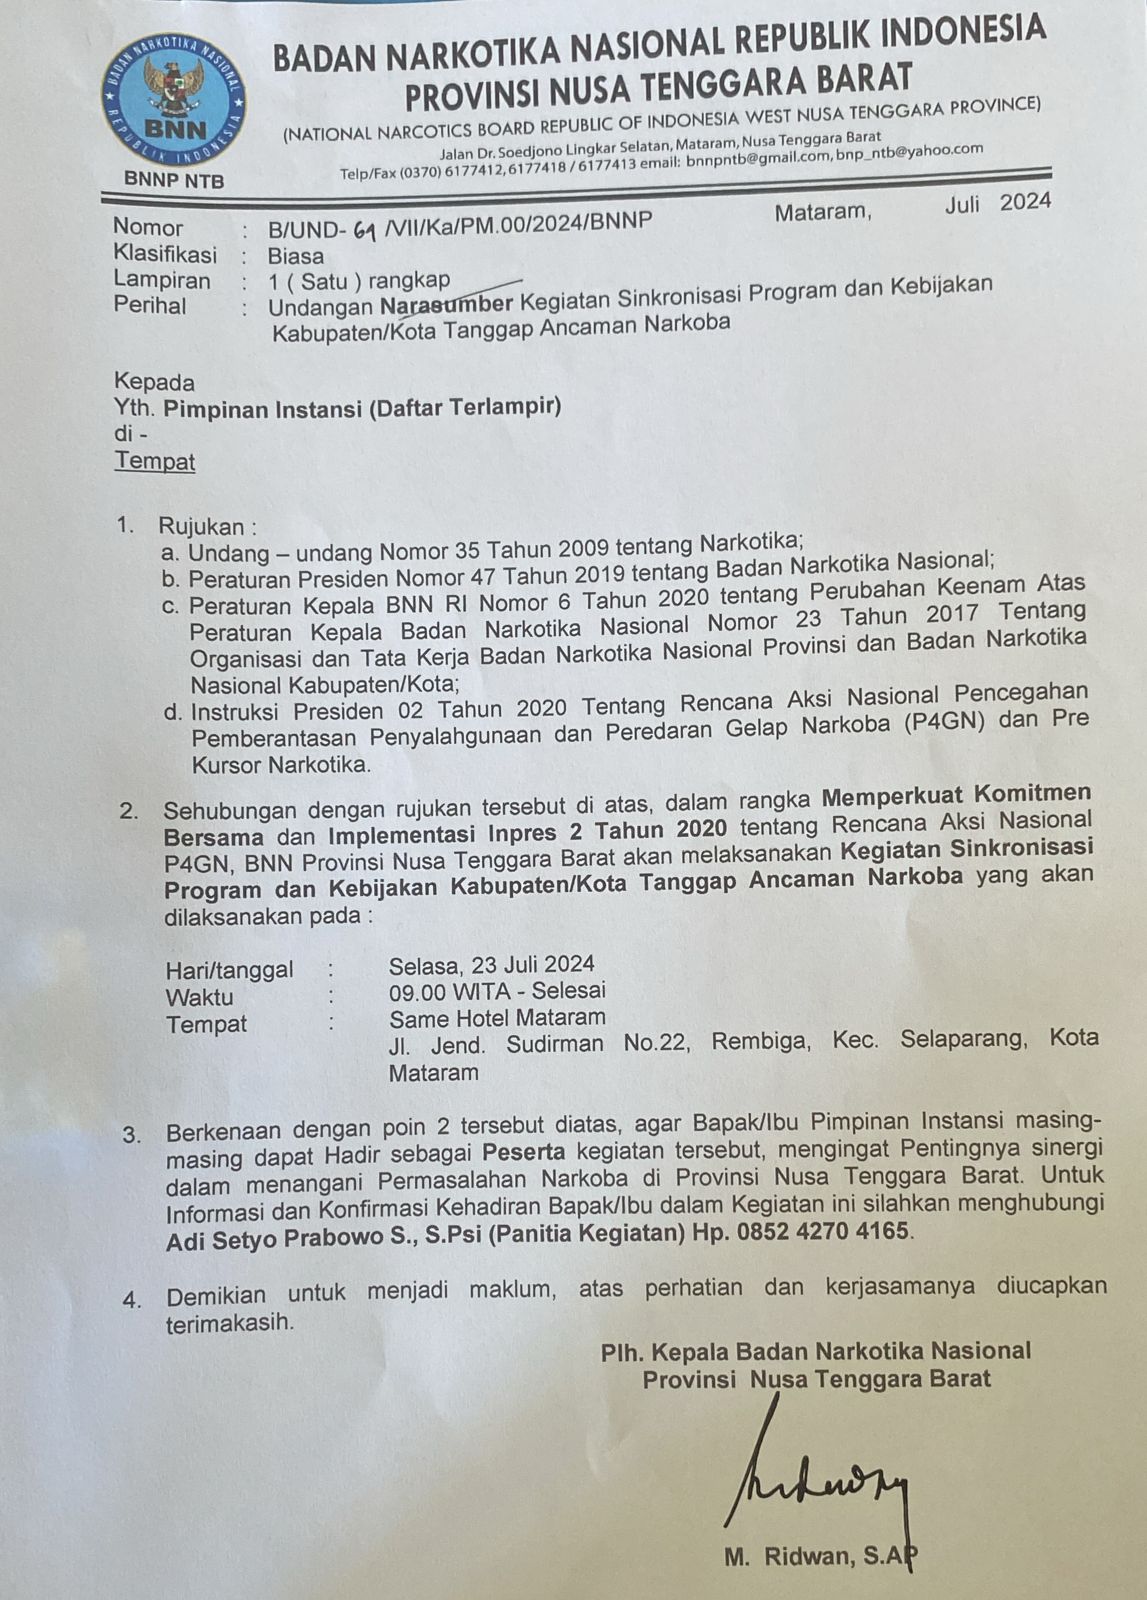 BADAN NARKOTIKA NASIONAL
REPUBLIK INDONESIA
BNN
BNNP NTB
BADAN NARKOTIKA NASIONAL REPUBLIK INDONESIA
PROVINSI NUSA TENGGARA BARAT
(NATIONAL NARCOTICS BOARD REPUBLIC OF INDONESIA WEST NUSA TENGGARA PROVINCE)
Jalan Dr. Soedjono Lingkar Selatan, Mataram, Nusa Tenggara Barat
Telp/Fax (0370) 6177412, 6177418 / 6177413 email: bnnpntb@gmail.com, bnp_ntb@yahoo.com
Mataram, Juli 2024
Nomor : B/UND- 69 /VII/Ka/PM.00/2024/BNNP
Klasifikasi : Biasa
Lampiran : 1 ( Satu ) rangkap
Perihal : Undangan Narasumber Kegiatan Sinkronisasi Program dan Kebijakan
Kabupaten/Kota Tanggap Ancaman Narkoba
Kepada
Yth. Pimpinan Instansi (Daftar Terlampir)
di -
Tempat
1. Rujukan :
a. Undang – undang Nomor 35 Tahun 2009 tentang Narkotika;
b. Peraturan Presiden Nomor 47 Tahun 2019 tentang Badan Narkotika Nasional;
c. Peraturan Kepala BNN RI Nomor 6 Tahun 2020 tentang Perubahan Keenam Atas
Peraturan Kepala Badan Narkotika Nasional Nomor 23 Tahun 2017 Tentang
Organisasi dan Tata Kerja Badan Narkotika Nasional Provinsi dan Badan Narkotika
Nasional Kabupaten/Kota;
d. Instruksi Presiden 02 Tahun 2020 Tentang Rencana Aksi Nasional Pencegahan
Pemberantasan Penyalahgunaan dan Peredaran Gelap Narkoba (P4GN) dan Pre
Kursor Narkotika.
2. Sehubungan dengan rujukan tersebut di atas, dalam rangka Memperkuat Komitmen
Bersama dan Implementasi Inpres 2 Tahun 2020 tentang Rencana Aksi Nasional
P4GN, BNN Provinsi Nusa Tenggara Barat akan melaksanakan Kegiatan Sinkronisasi
Program dan Kebijakan Kabupaten/Kota Tanggap Ancaman Narkoba yang akan
dilaksanakan pada :
Hari/tanggal : Selasa, 23 Juli 2024
Waktu : 09.00 WITA - Selesai
Tempat : Same Hotel Mataram
Jl. Jend. Sudirman No.22, Rembiga, Kec. Selaparang, Kota
Mataram
3. Berkenaan dengan poin 2 tersebut diatas, agar Bapak/Ibu Pimpinan Instansi masing-
masing dapat Hadir sebagai Peserta kegiatan tersebut, mengingat Pentingnya sinergi
dalam menangani Permasalahan Narkoba di Provinsi Nusa Tenggara Barat. Untuk
Informasi dan Konfirmasi Kehadiran Bapak/Ibu dalam Kegiatan ini silahkan menghubungi
Adi Setyo Prabowo S., S.Psi (Panitia Kegiatan) Hp. 0852 4270 4165.
4. Demikian untuk menjadi maklum, atas perhatian dan kerjasamanya diucapkan
terimakasih.
Plh. Kepala Badan Narkotika Nasional
Provinsi Nusa Tenggara Barat
M. Ridwan, S.AP